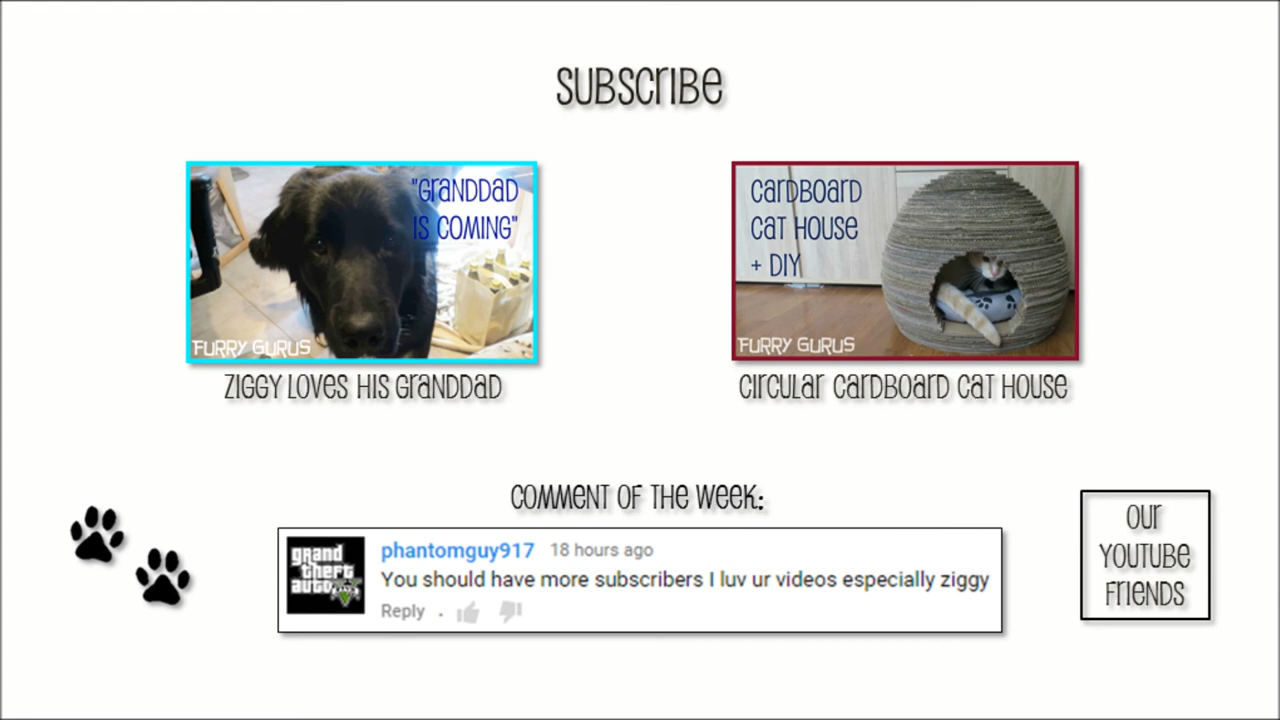 SUBSCRIBE
"GRANDDAD
IS COMING"
FURRY GURUS
ZIGGY LOVES HIS GRANDDAD
CARDBOARD
CAT HOUSE
+ DIY
FURRY GURUS
CIRCULAR CARDBOARD CAT HOUSE
COMMENT OF THE WEEK:
grand
theft
auto
V
phantomguy917 18 hours ago
You should have more subscribers I luv ur videos especially ziggy
Reply .
OUR
YOUTUBE
FRIENDS